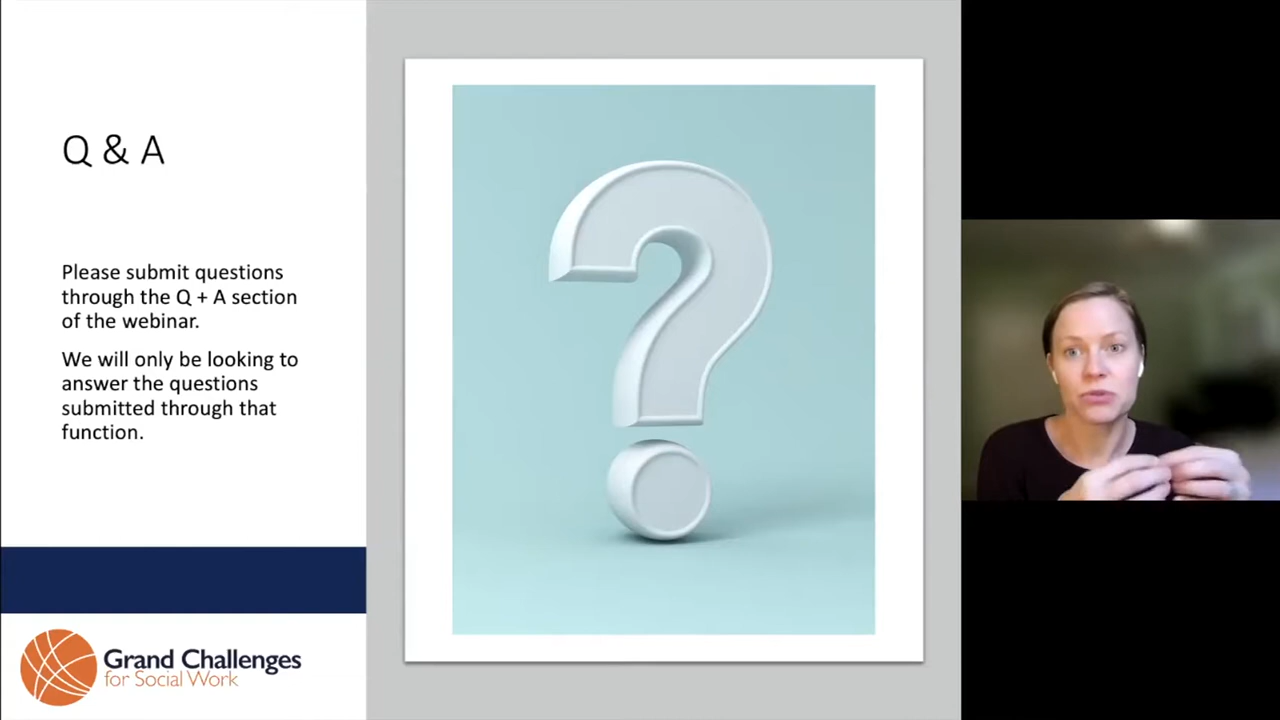 Q & A
Please submit questions
through the Q + A section
of the webinar.
We will only be looking to
answer the questions
submitted through that
function.
Grand Challenges
for Social Work